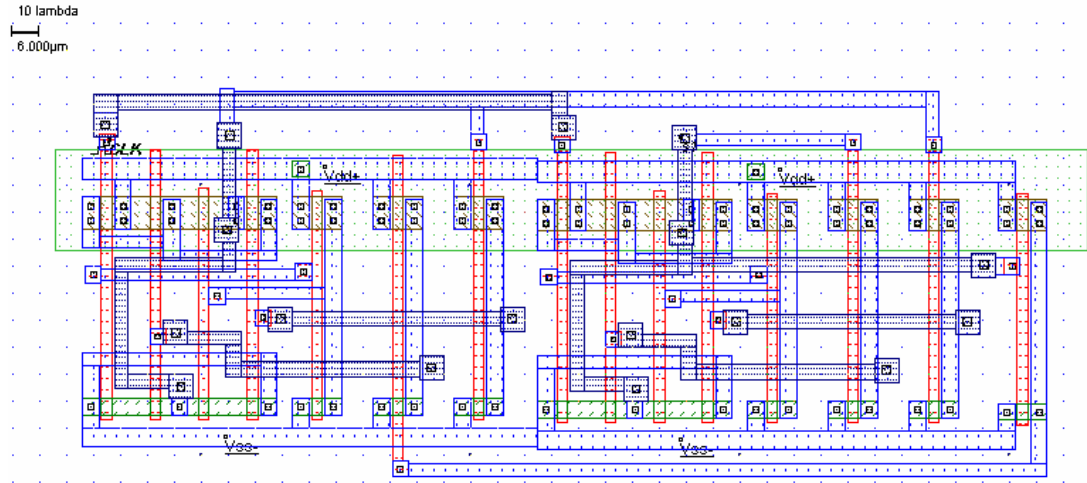 10 lambda
6.000µm
CLK
Vdd+
Vdd+
Vss-
Vss-